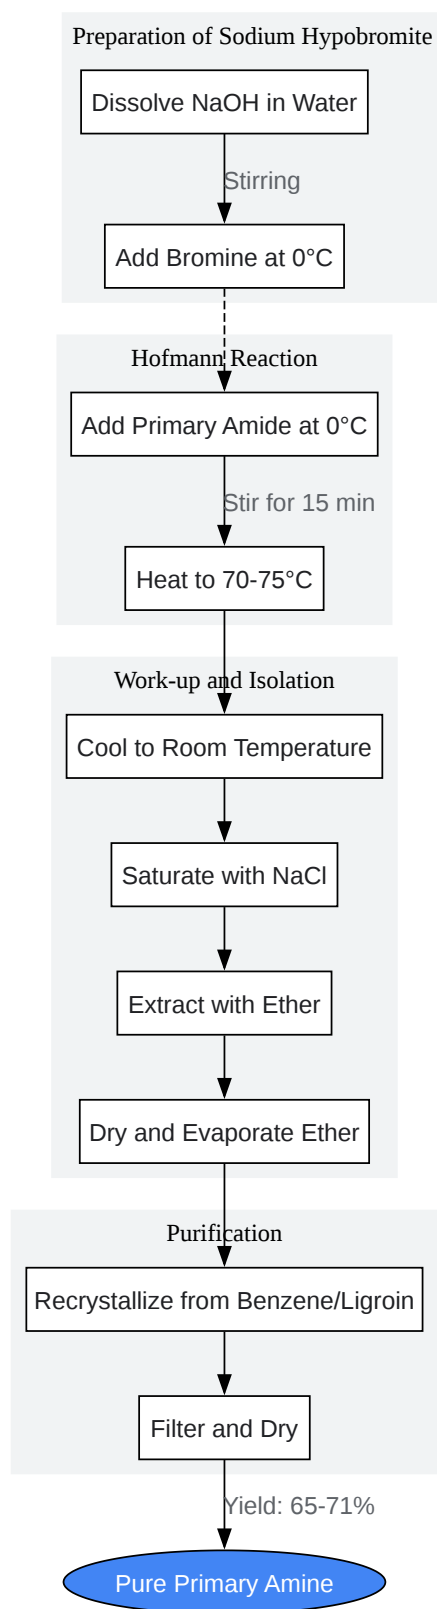 Preparation of Sodium Hypobromite
Dissolve NaOH in Water
Stirring
Add Bromine at 0°C
Hofmann Reaction
Add Primary Amide at 0°C
Stir for 15 min
Heat to 70-75°C
Work-up and Isolation
Cool to Room Temperature
Saturate with NaCl
Extract with Ether
Dry and Evaporate Ether
Purification
Recrystallize from Benzene/Ligroin
Filter and Dry
Yield: 65-71%
Pure Primary Amine